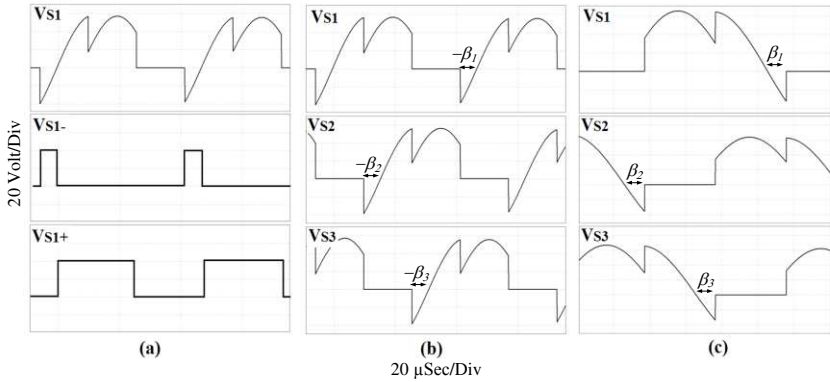 VS1
VS1-
VS1+
20 Volt/Div
(a)
VS1
−β1
VS2
−β2
VS3
−β3
(b)
VS1
β1
VS2
β2
VS3
β3
(c)
20 µSec/Div